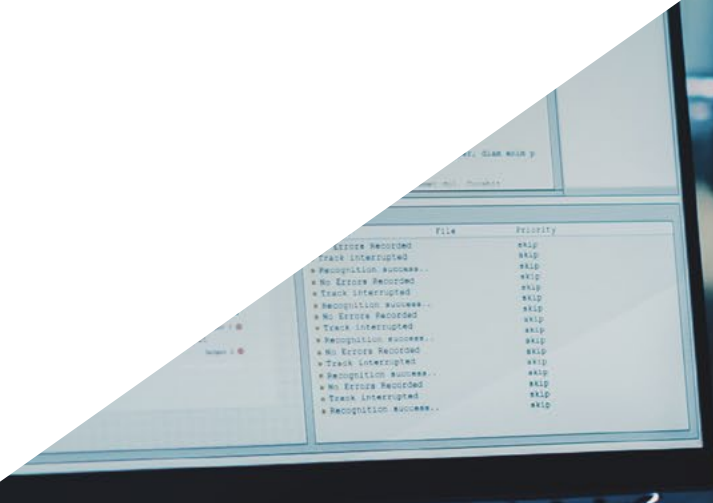 diam enim p
File Priority
Errors Recorded skip
Track interrupted skip
Recognition success.. skip
No Errors Recorded skip
Track interrupted skip
Recognition success.. skip
No Errors Recorded skip
Track interrupted skip
Recognition success.. skip
No Errors Recorded skip
Track interrupted skip
Recognition success.. skip
No Errors Recorded skip
Track interrupted skip
Recognition success.. skip